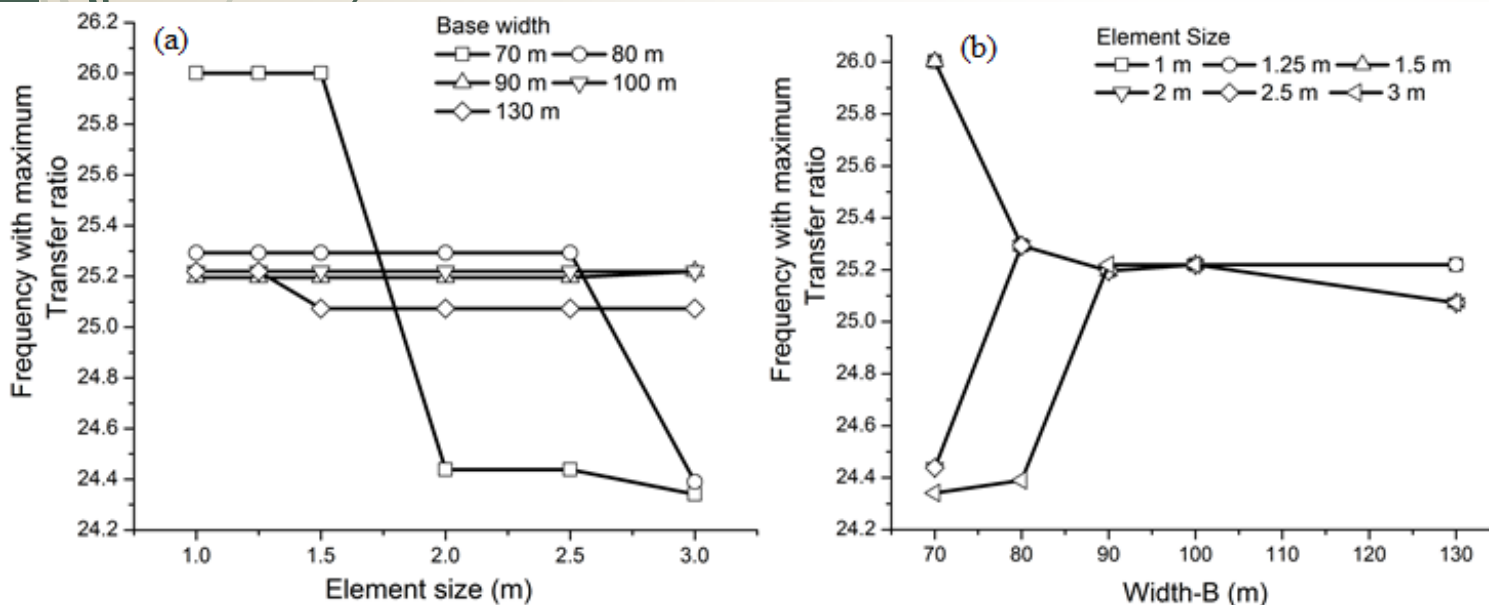 (a)
Base width
70 m 80 m
90 m 100 m
130 m
Frequency with maximum
Transfer ratio
26.2
26.0
25.8
25.6
25.4
25.2
25.0
24.8
24.6
24.4
24.2
1.0 1.5 2.0 2.5 3.0
Element size (m)
(b)
Element Size
1 m 1.25 m 1.5 m
2 m 2.5 m 3 m
Frequency with maximum
Transfer ratio
26.0
25.8
25.6
25.4
25.2
25.0
24.8
24.6
24.4
24.2
70 80 90 100 110 120 130
Width-B (m)